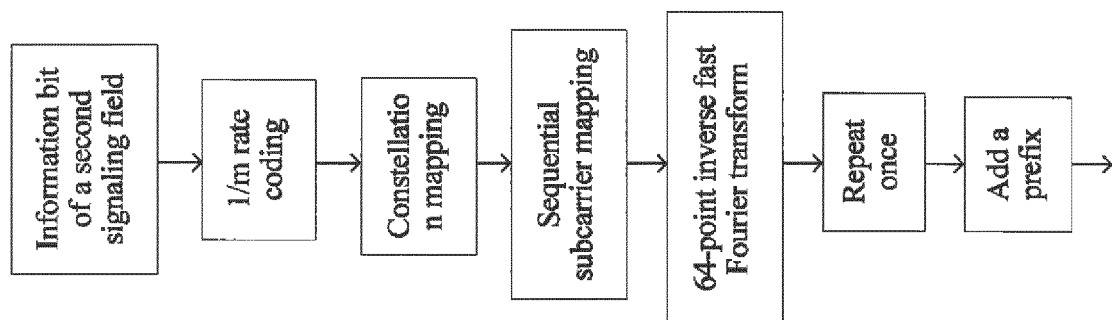 Information bit
of a second
signaling field
1/m rate
coding
Constellatio
n mapping
Sequential
subcarrier mapping
64-point inverse fast
Fourier transform
Repeat
once
Add a
prefix